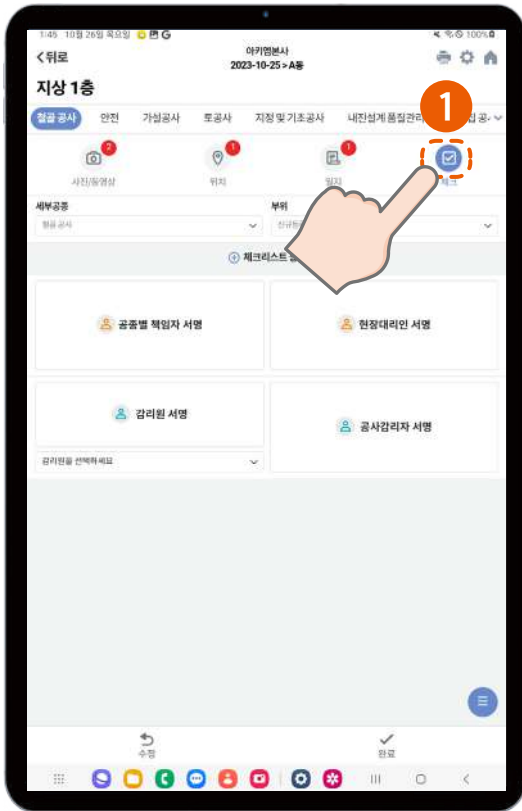 1:45 10월 26일 목요일 G 100%
<뒤로
아키엠본사
2023-10-25 > A동
지상 1층
철골공사 안전 가설공사 토공사 지정 및 기초공사 내진설계 품질관리 1
2 1 1
사진/동영상 위치 일지 체크
세부공종 부위
철골공사
체크리스트
공종별 책임자 서명 현장대리인 서명
감리원 서명 공사감리자 서명
감리원을 선택하세요
수정 완료